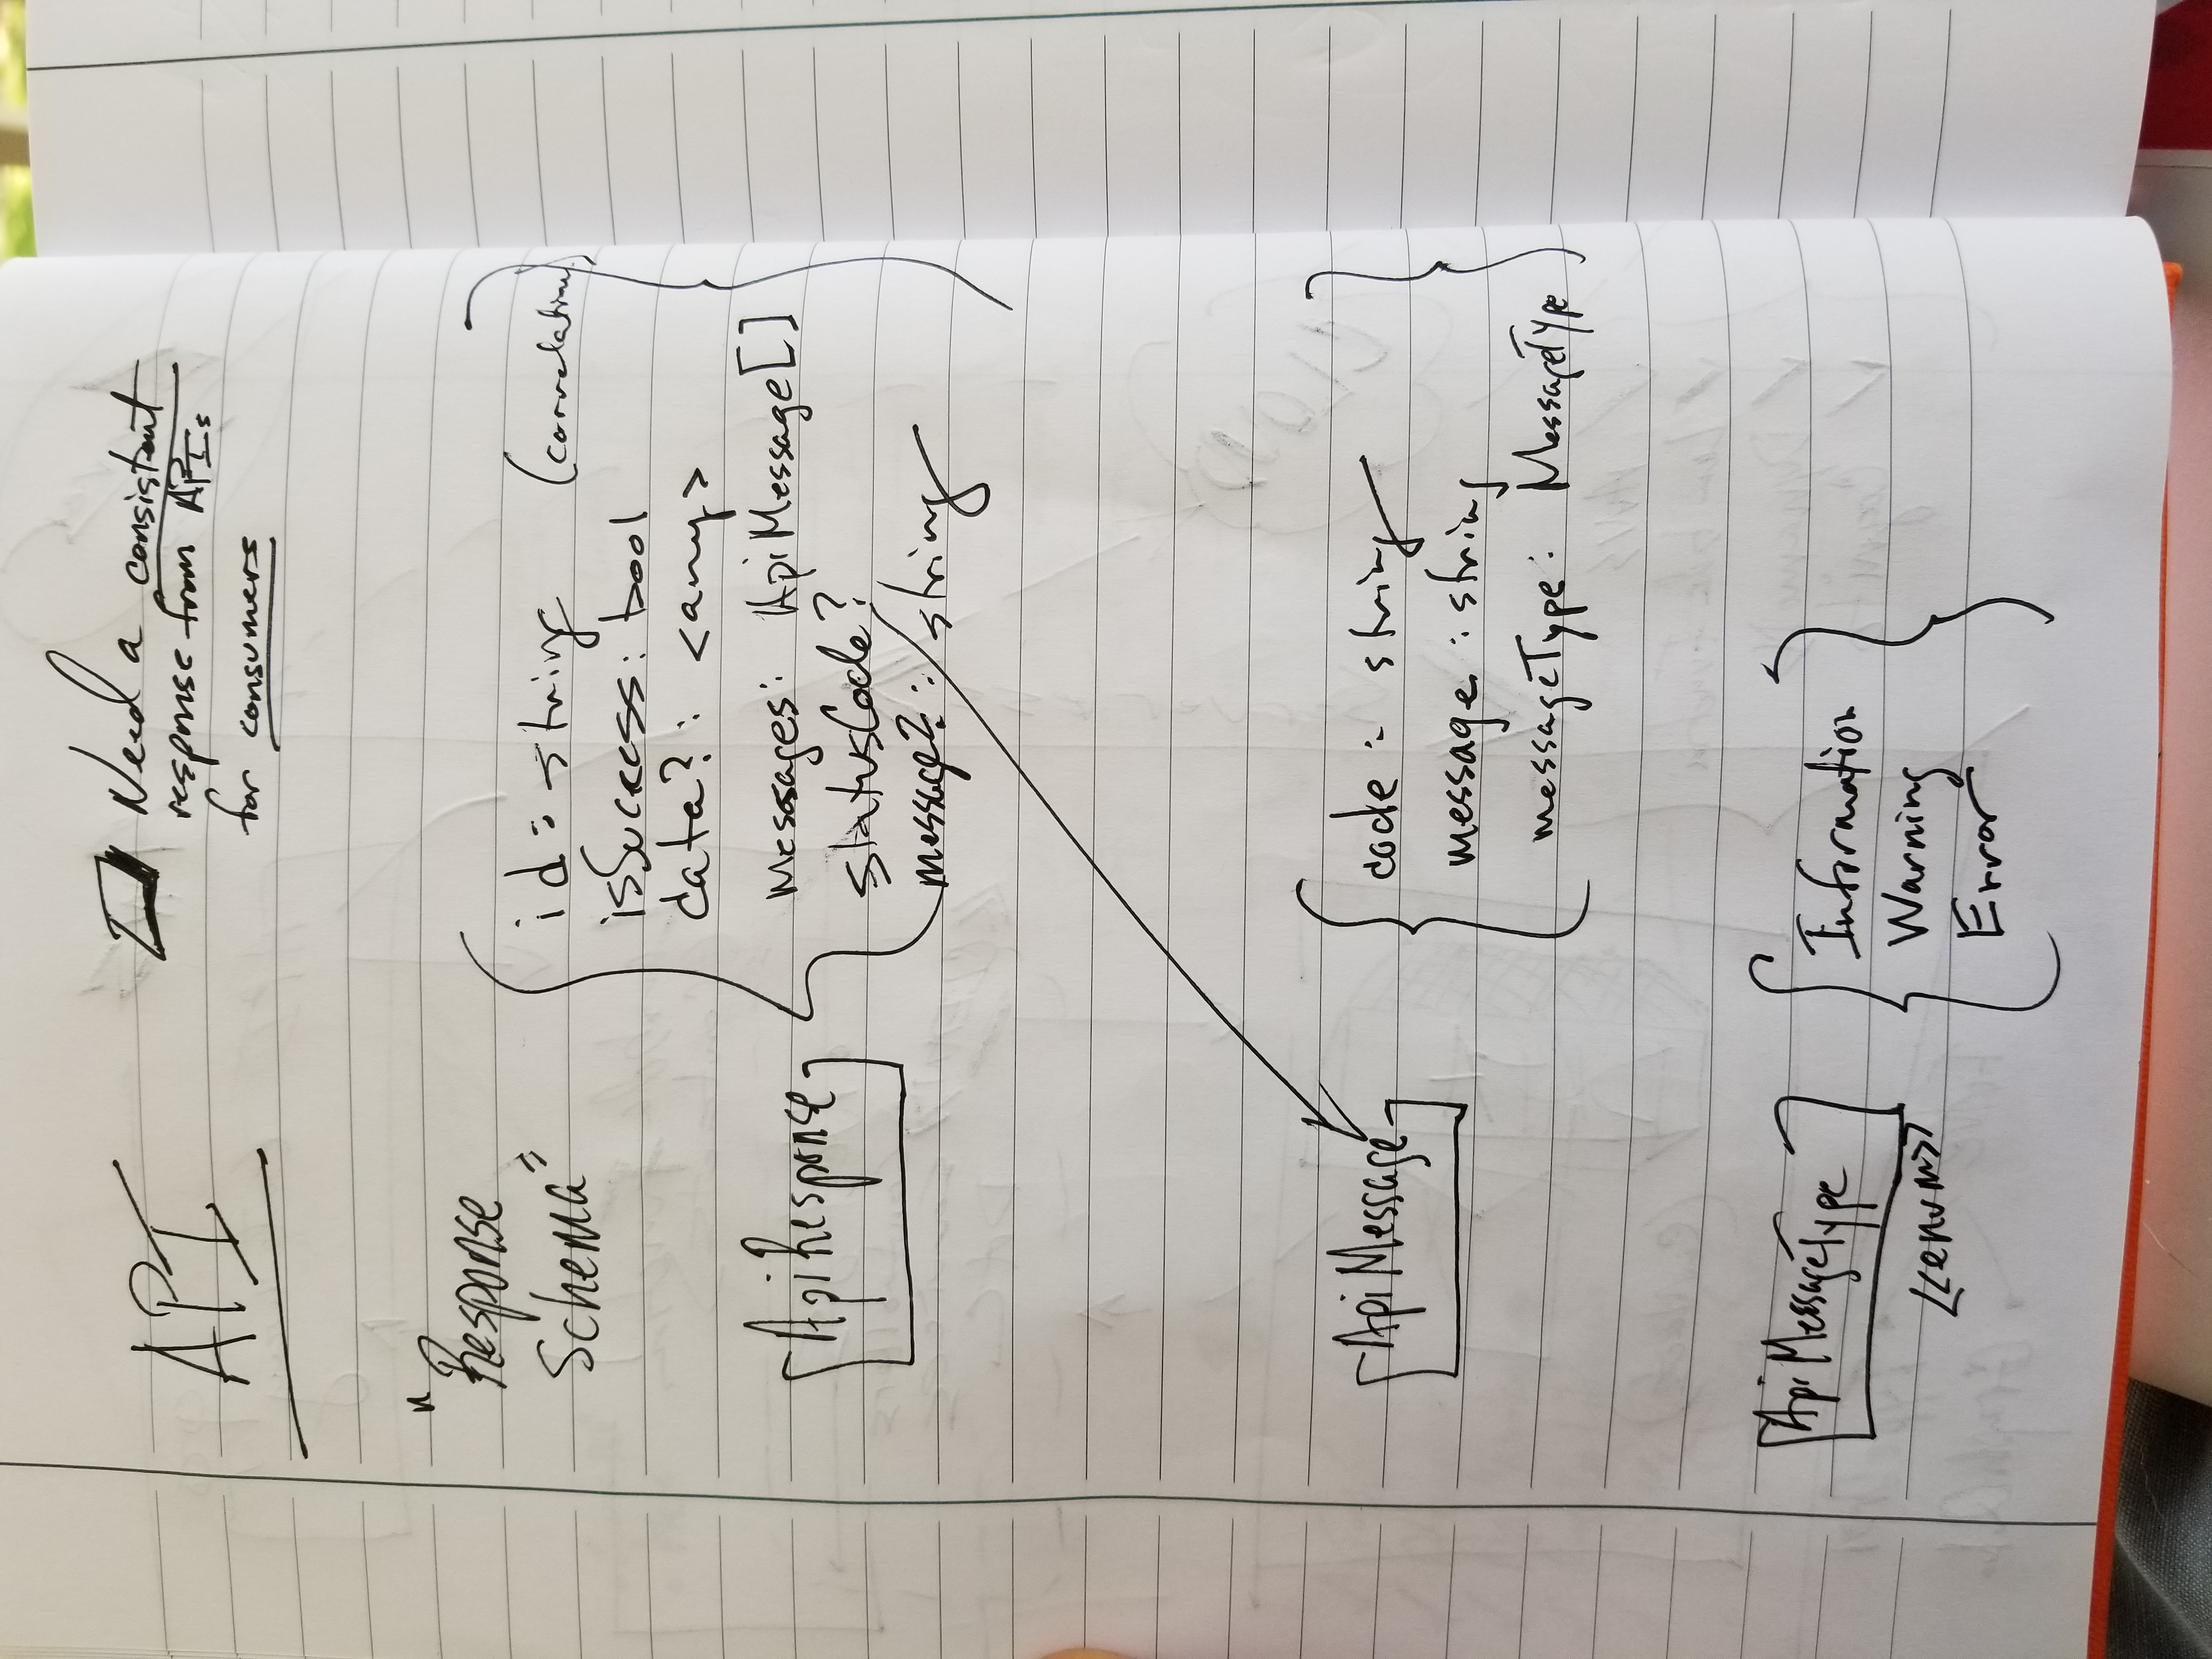 API
Need a consistent
response from APIs
for consumers
"Response
Schema"
ApiResponse
id: string (correlation)
isSuccess: bool
data?: <any>
messages: ApiMessage[]
statusCode?
message?: string
ApiMessage
code: string
message: string
messageType: MessageType
ApiMessageType
<<enum>>
Information
Warning
Error